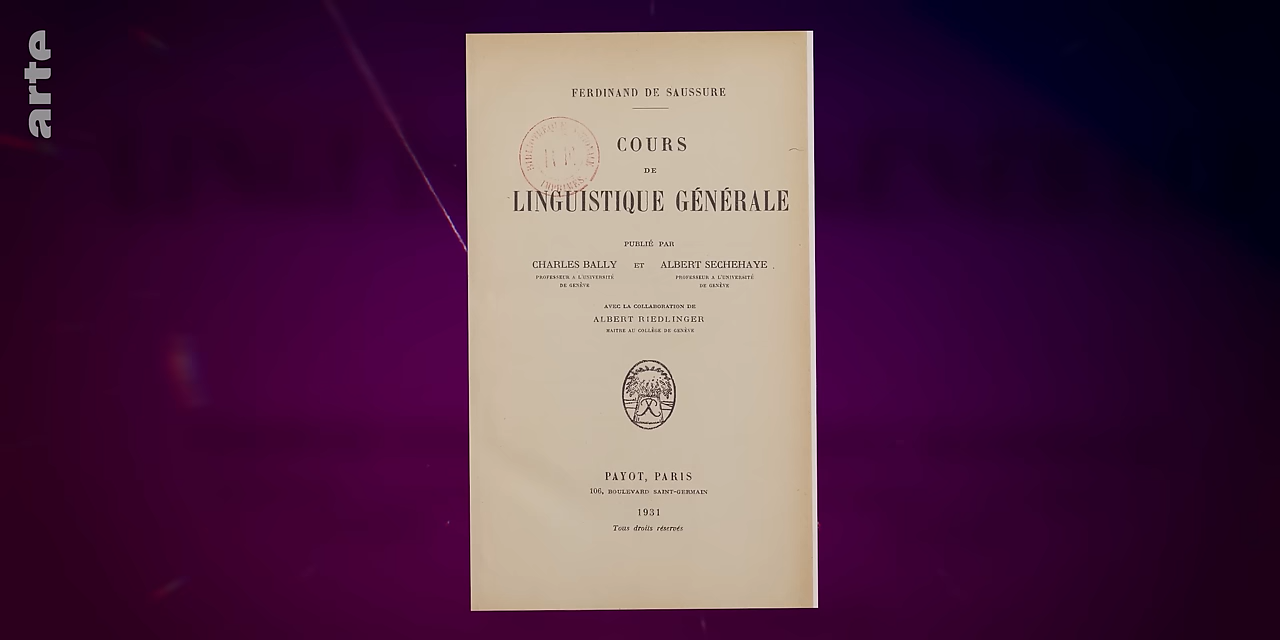 arte
FERDINAND DE SAUSSURE
COURS
DE
LINGUISTIQUE GÉNÉRALE
PUBLIÉ PAR
CHARLES BALLY ET ALBERT SECHEHAYE
PROFESSEUR A L'UNIVERSITÉ PROFESSEUR A L'UNIVERSITÉ
DE GENÈVE DE GENÈVE
AVEC LA COLLABORATION DE
ALBERT RIEDLINGER
MAITRE AU COLLÈGE DE GENÈVE
PAYOT, PARIS
106, BOULEVARD SAINT-GERMAIN
1931
Tous droits réservés
BIBLIOTHEQUE
IMPRIMÉS